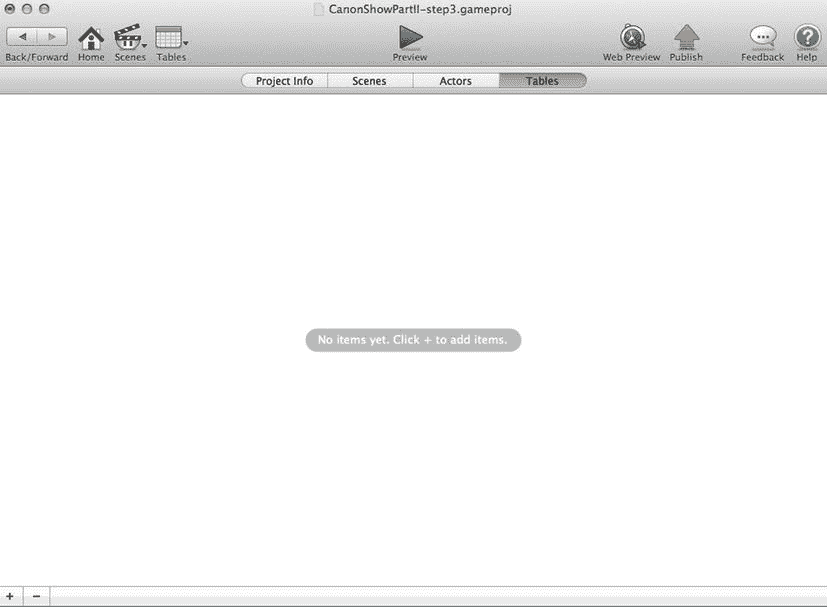 CanonShowPartII-step3.gameproj
Back/Forward Home Scenes Tables Preview Web Preview Publish Feedback Help
Project Info Scenes Actors Tables
No items yet. Click + to add items.
+ −